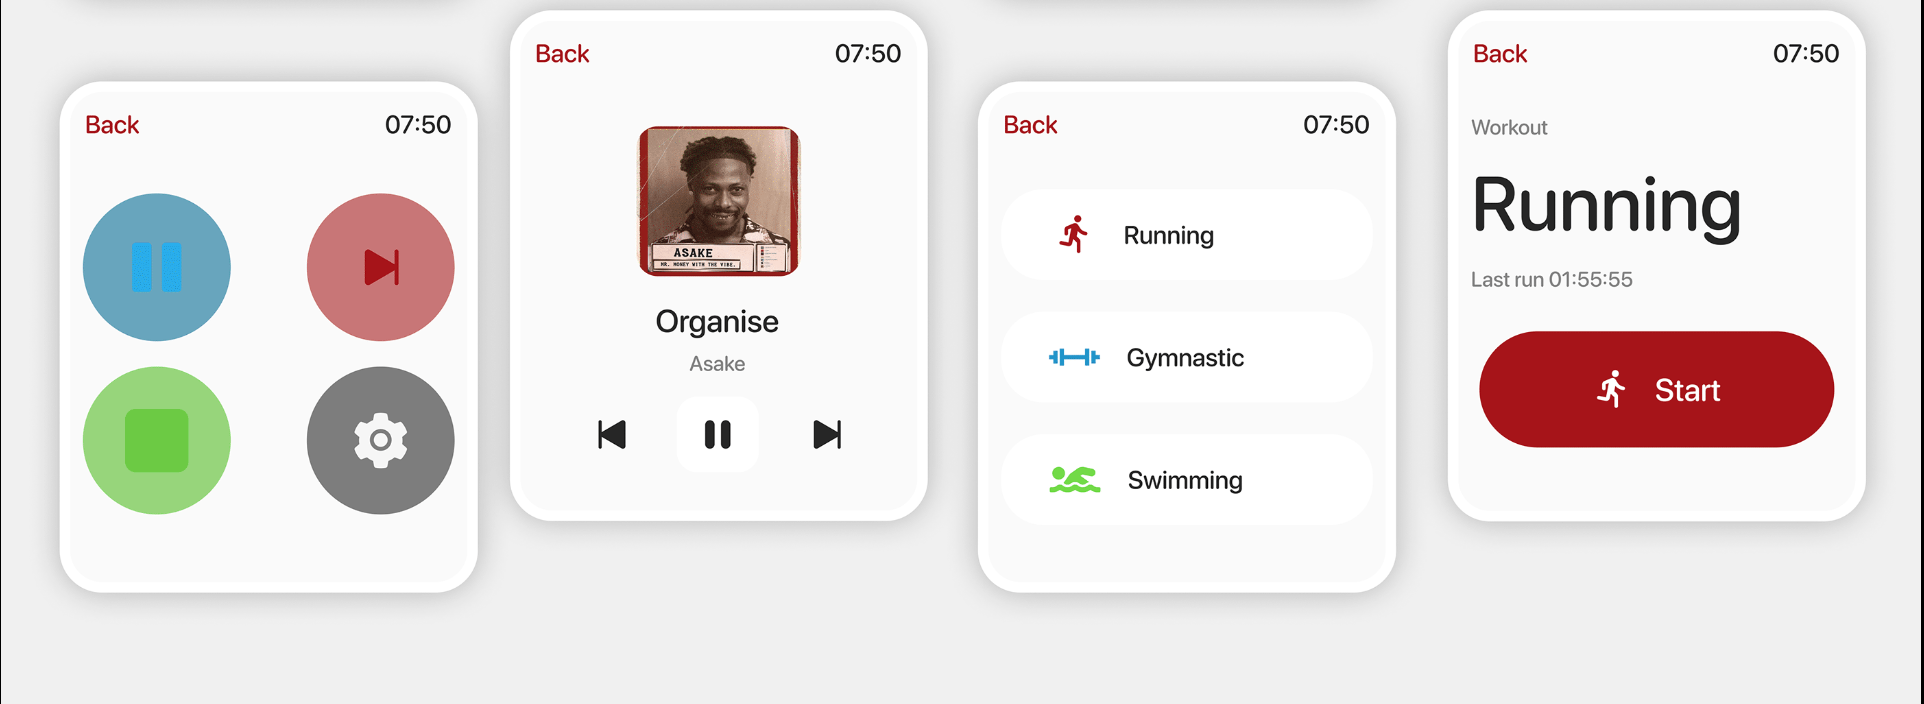 Back 07:50
Back 07:50
ASAKE
MR. MONEY WITH THE VIBE.
Organise
Asake
Back 07:50
Running
Gymnastic
Swimming
Back 07:50
Workout
Running
Last run 01:55:55
Start